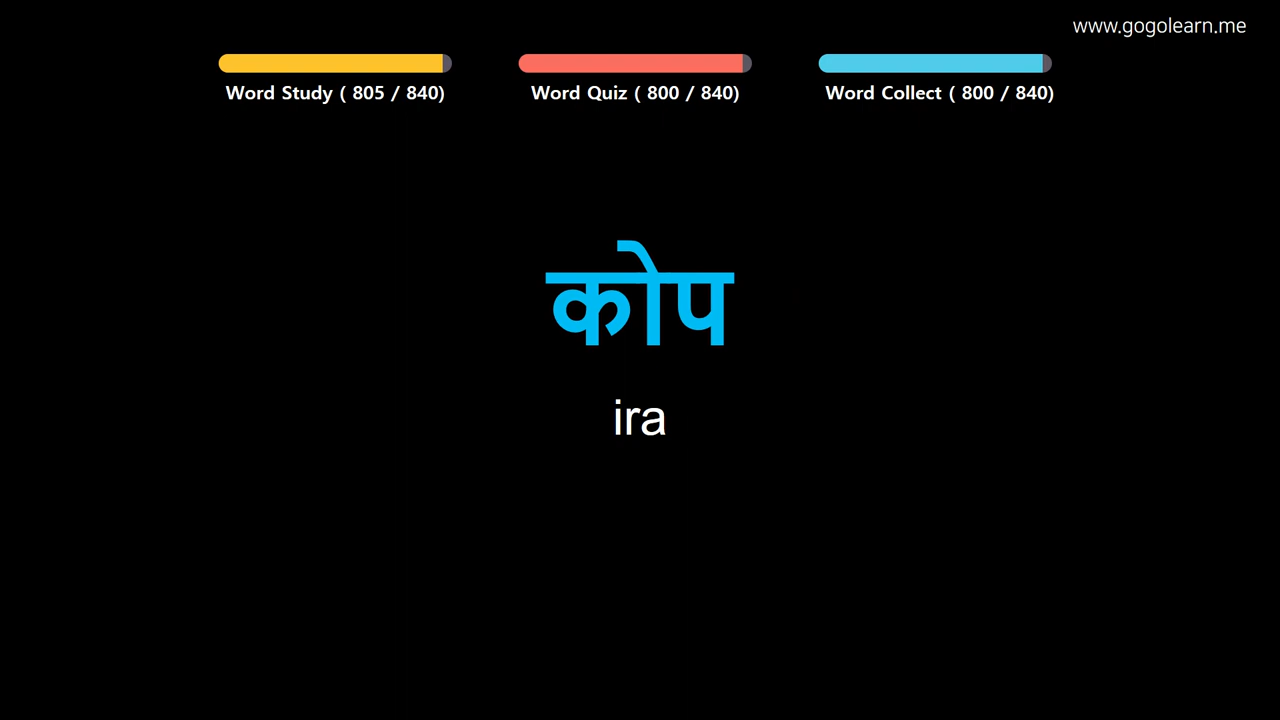 www.gogolearn.me
Word Study ( 805 / 840)
Word Quiz ( 800 / 840)
Word Collect ( 800 / 840)
कोप
ira